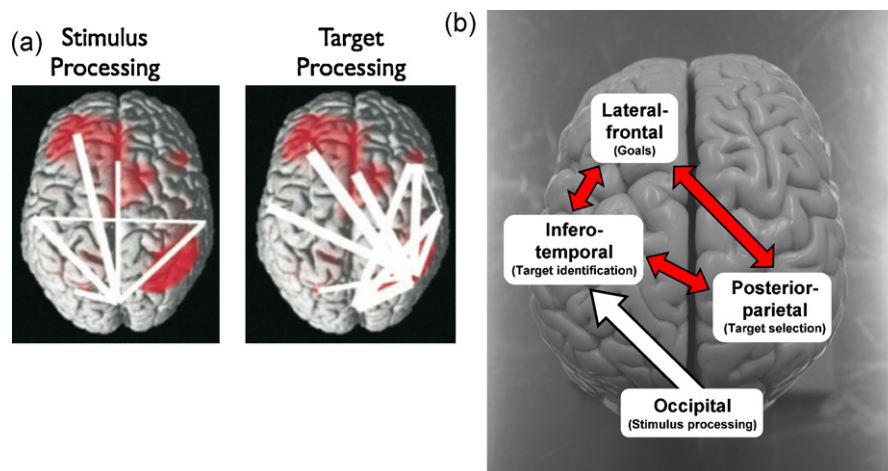 (a)
Stimulus
Processing
Target
Processing
(b)
Lateral-
frontal
(Goals)
Infero-
temporal
(Target identification)
Posterior-
parietal
(Target selection)
Occipital
(Stimulus processing)